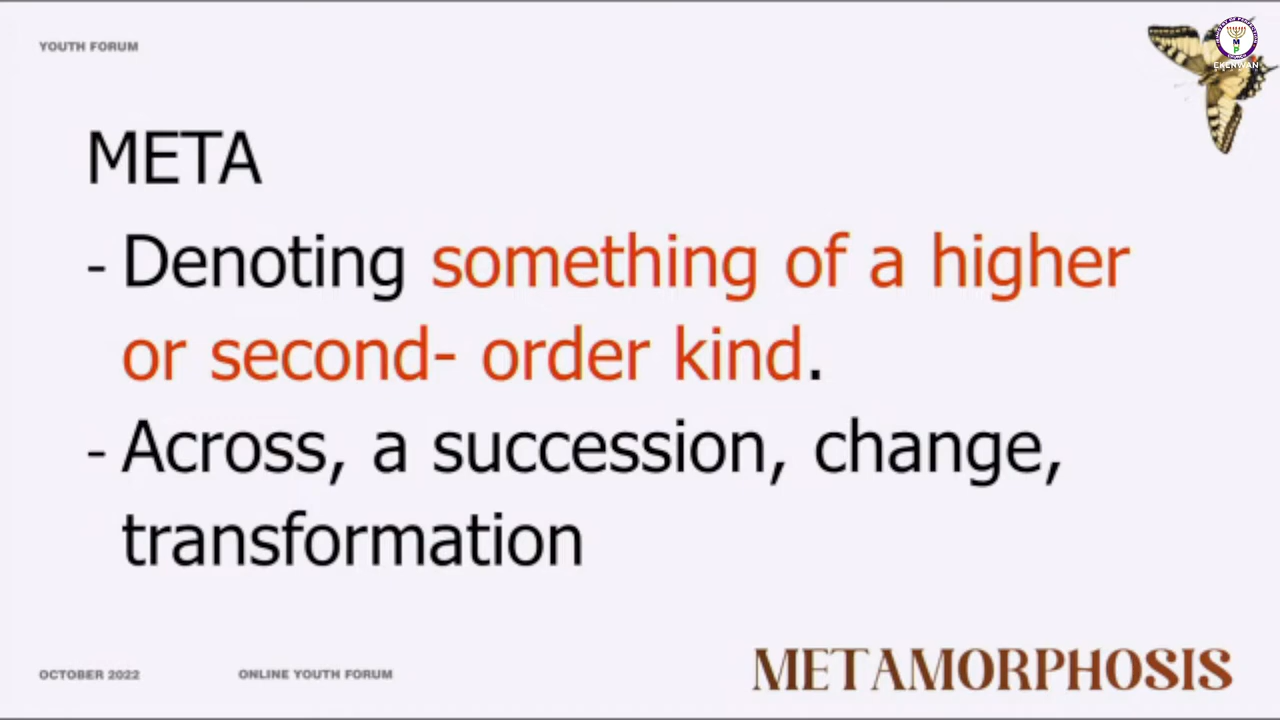 YOUTH FORUM
EKENWAN
META
- Denoting something of a higher
or second- order kind.
- Across, a succession, change,
transformation
OCTOBER 2022
ONLINE YOUTH FORUM
METAMORPHOSIS